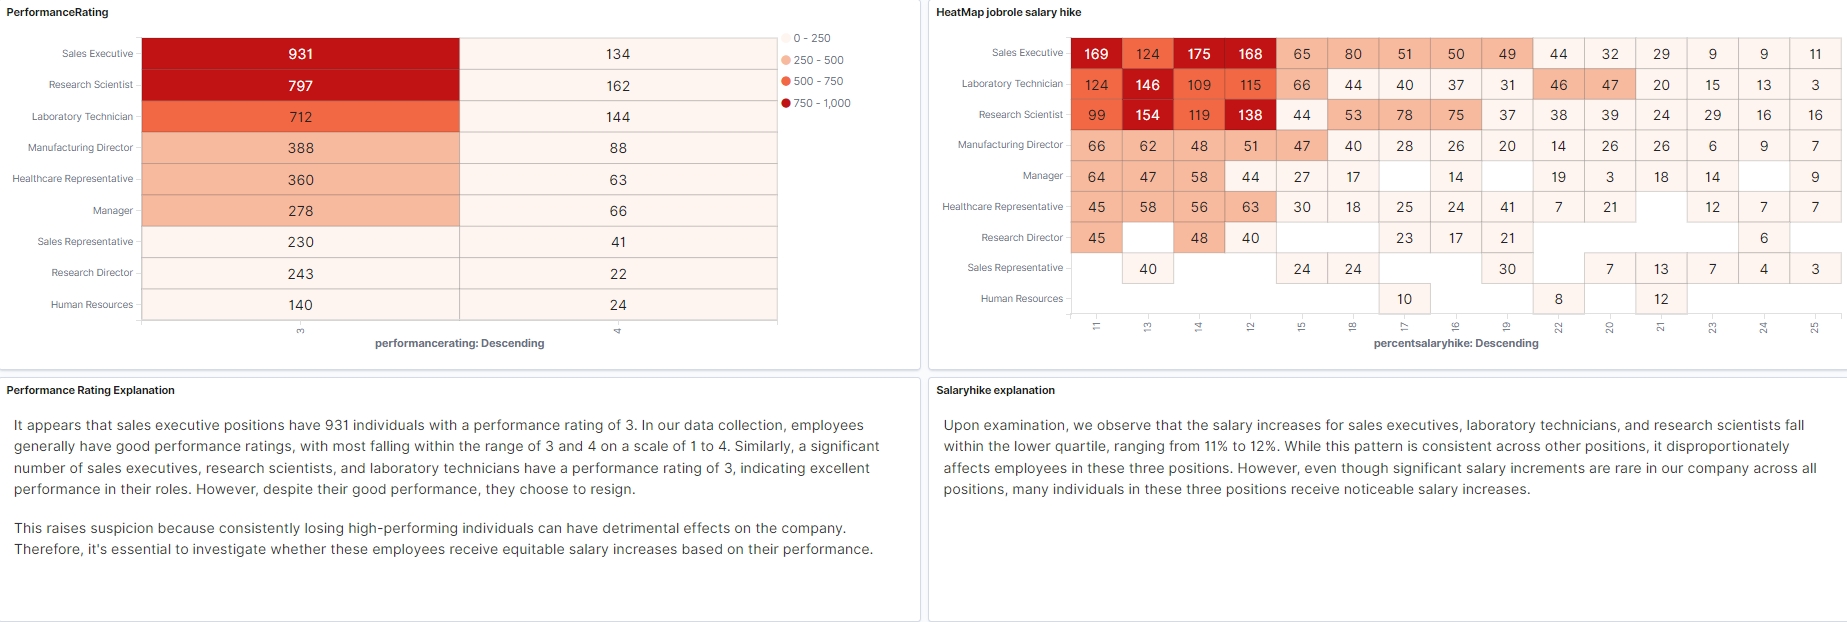 PerformanceRating
Sales Executive 931 134
Research Scientist 797 162
Laboratory Technician 712 144
Manufacturing Director 388 88
Healthcare Representative 360 63
Manager 278 66
Sales Representative 230 41
Research Director 243 22
Human Resources 140 24
3 4
performancerating: Descending
0 - 250
250 - 500
500 - 750
750 - 1,000
HeatMap jobrole salary hike
Sales Executive 169 124 175 168 65 80 51 50 49 44 32 29 9 9 11
Laboratory Technician 124 146 109 115 66 44 40 37 31 46 47 20 15 13 3
Research Scientist 99 154 119 138 44 53 78 75 37 38 39 24 29 16 16
Manufacturing Director 66 62 48 51 47 40 28 26 20 14 26 26 6 9 7
Manager 64 47 58 44 27 17 14 19 3 18 14 9
Healthcare Representative 45 58 56 63 30 18 25 24 41 7 21 12 7 7
Research Director 45 48 40 23 17 21 6
Sales Representative 40 24 24 30 7 13 7 4 3
Human Resources 10 8 12
11 13 14 12 15 18 17 16 19 22 20 21 23 24 25
percentsalaryhike: Descending
Performance Rating Explanation
It appears that sales executive positions have 931 individuals with a performance rating of 3. In our data collection, employees
generally have good performance ratings, with most falling within the range of 3 and 4 on a scale of 1 to 4. Similarly, a significant
number of sales executives, research scientists, and laboratory technicians have a performance rating of 3, indicating excellent
performance in their roles. However, despite their good performance, they choose to resign.
This raises suspicion because consistently losing high-performing individuals can have detrimental effects on the company.
Therefore, it's essential to investigate whether these employees receive equitable salary increases based on their performance.
Salaryhike explanation
Upon examination, we observe that the salary increases for sales executives, laboratory technicians, and research scientists fall
within the lower quartile, ranging from 11% to 12%. While this pattern is consistent across other positions, it disproportionately
affects employees in these three positions. However, even though significant salary increments are rare in our company across all
positions, many individuals in these three positions receive noticeable salary increases.